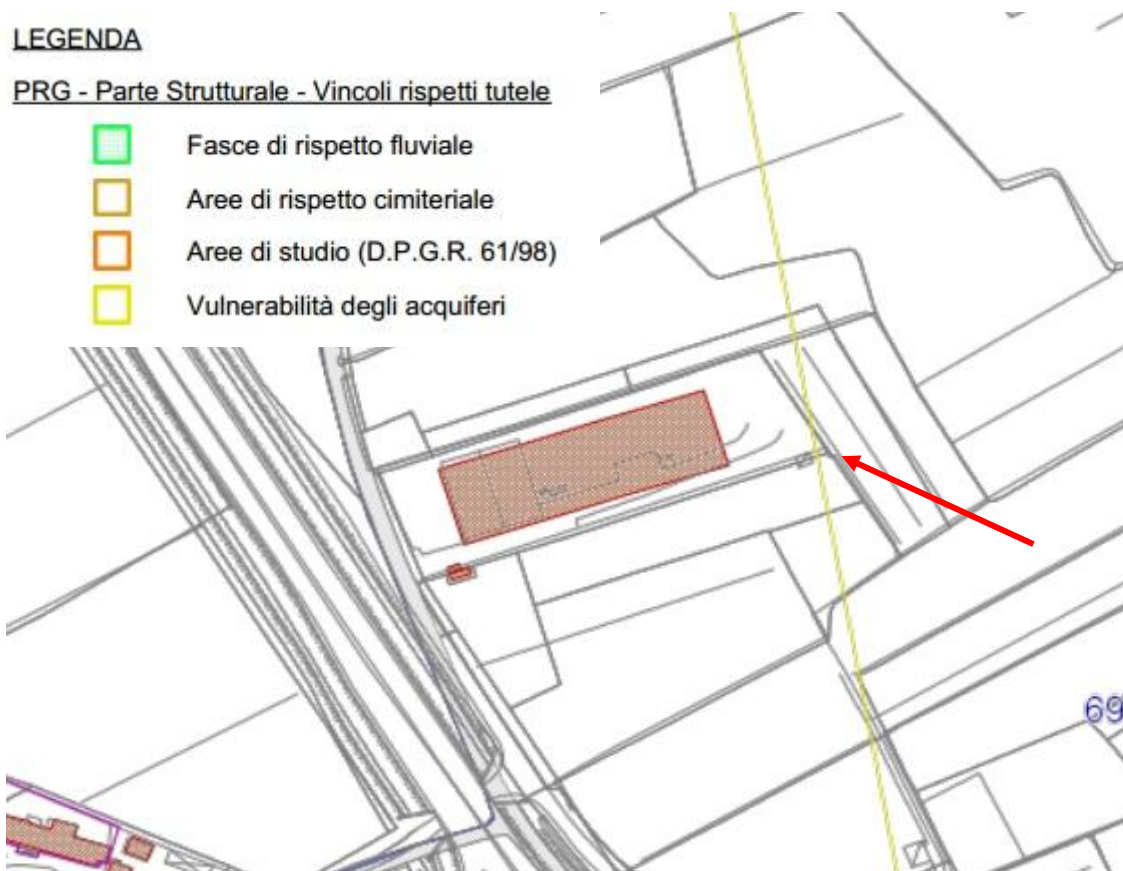 LEGENDA
PRG - Parte Strutturale - Vincoli rispetti tutele
Fasce di rispetto fluviale
Aree di rispetto cimiteriale
Aree di studio (D.P.G.R. 61/98)
Vulnerabilità degli acquiferi
69